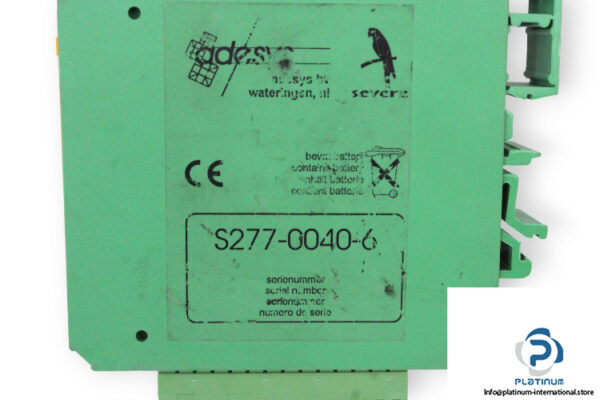 adesys
adesys bv
wateringen, nl
severa
bevat batterij
contains battery
enthält batterie
contient batterie
CE
S277-0040-6
serienummer
serial number
serienummer
numero de serie
P
PLATINUM
info@platinum-international.store